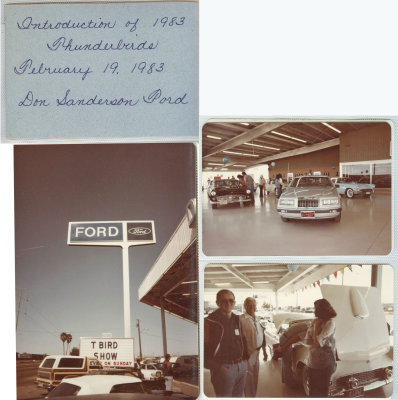 Introduction of 1983
Thunderbirds
February 19, 1983
Don Sanderson Ford
FORD
Ford
T BIRD
SHOW